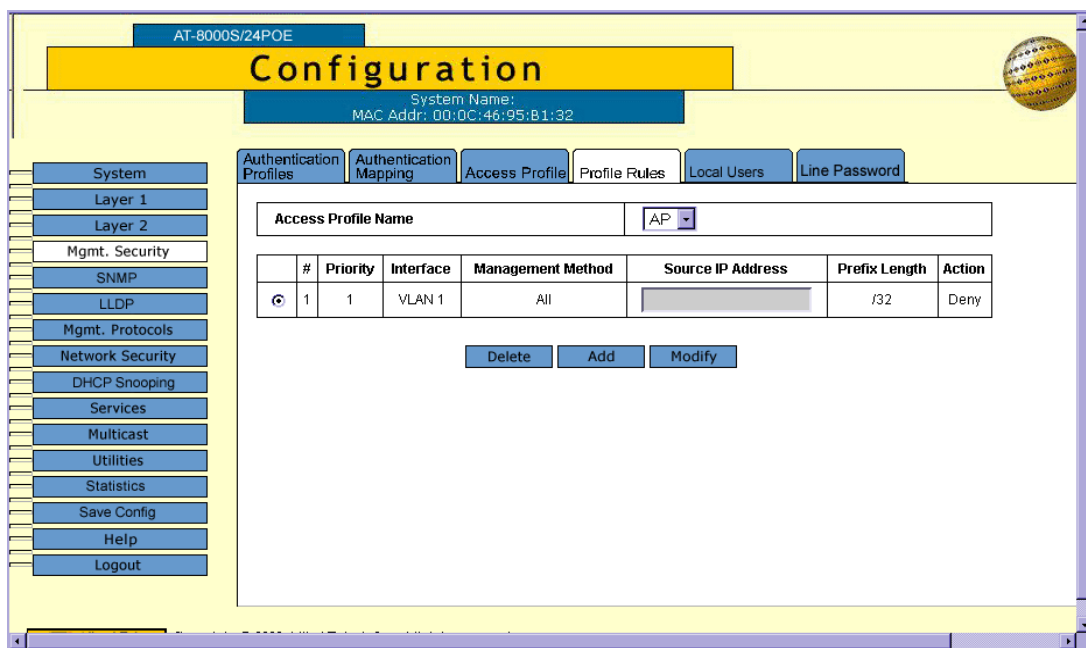 AT-8000S/24POE
Configuration
System Name:
MAC Addr: 00:0C:46:95:B1:32
System
Layer 1
Layer 2
Mgmt. Security
SNMP
LLDP
Mgmt. Protocols
Network Security
DHCP Snooping
Services
Multicast
Utilities
Statistics
Save Config
Help
Logout
Authentication Profiles
Authentication Mapping
Access Profile
Profile Rules
Local Users
Line Password
Access Profile Name AP
# Priority Interface Management Method Source IP Address Prefix Length Action
1 1 VLAN 1 All /32 Deny
Delete Add Modify